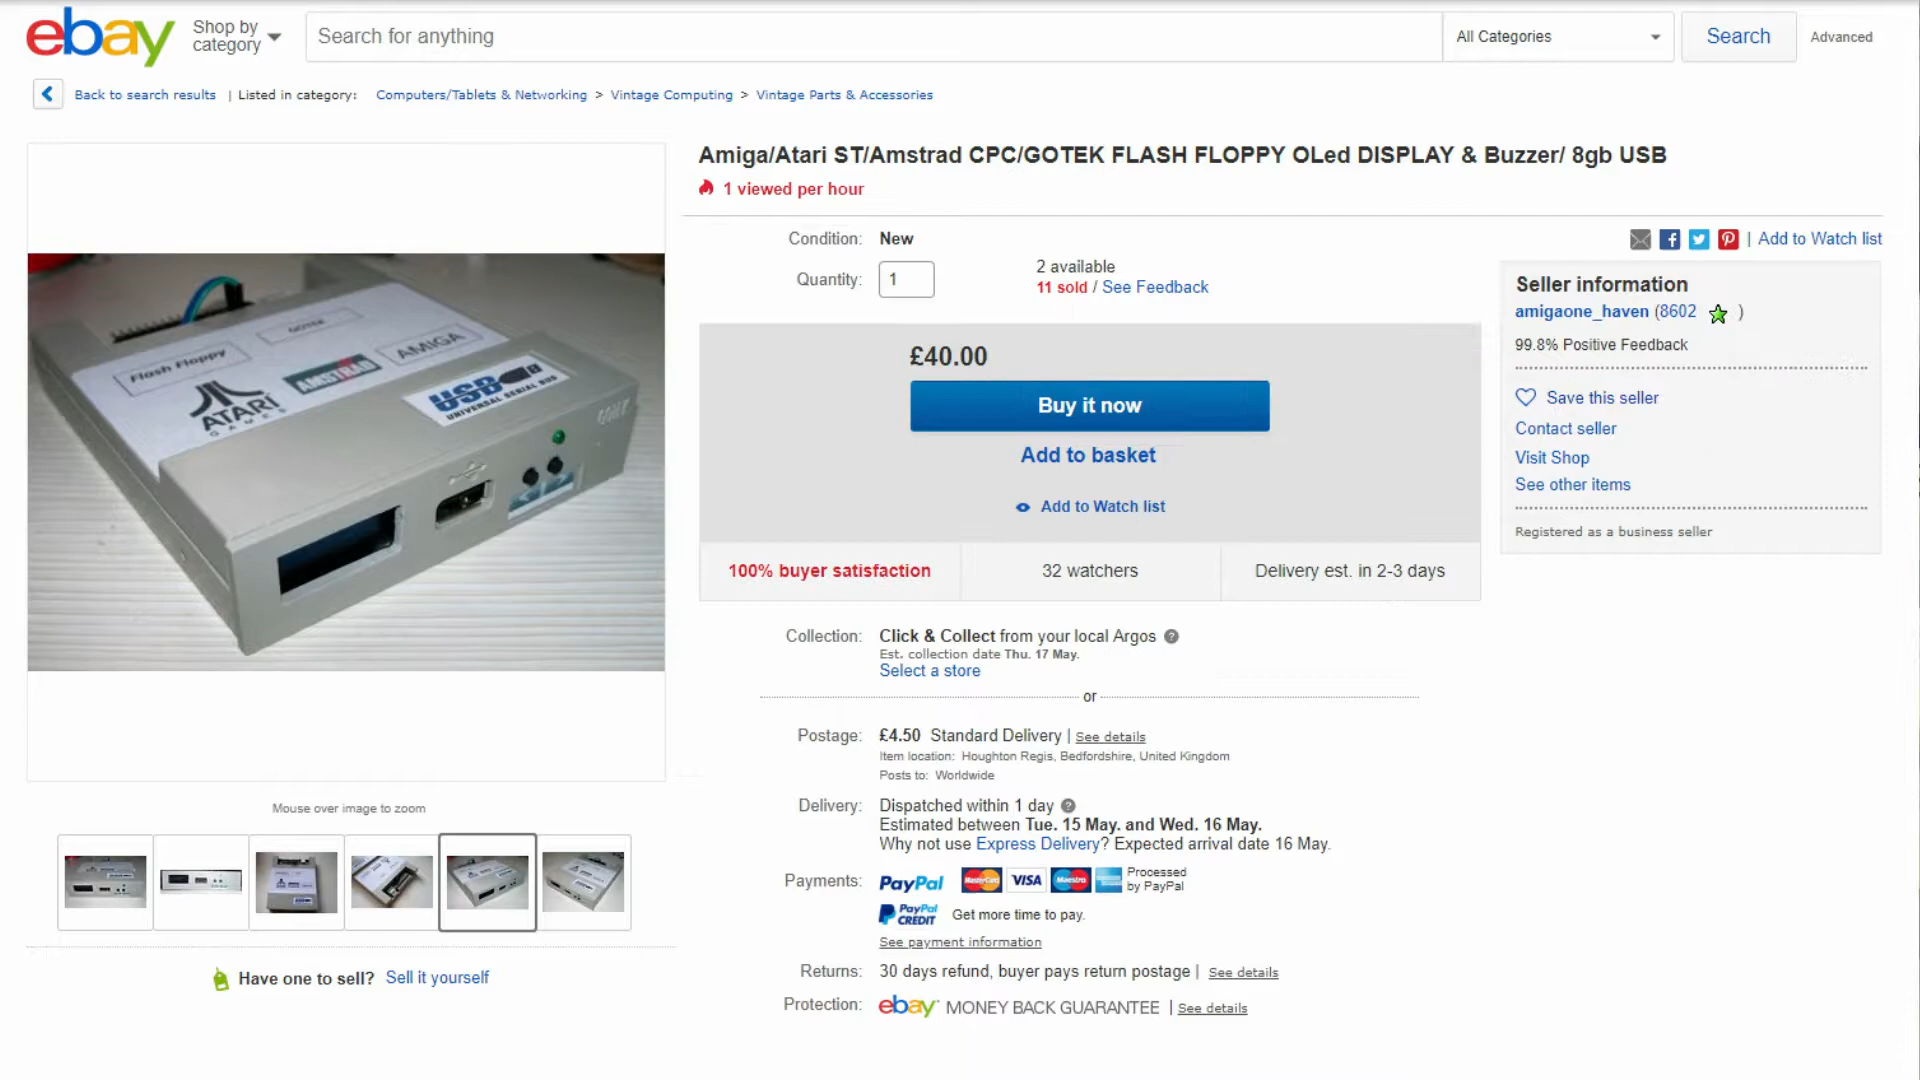 ebay
Shop by
category
Search for anything
All Categories
Search
Advanced
Back to search results | Listed in category: Computers/Tablets & Networking > Vintage Computing > Vintage Parts & Accessories
Amiga/Atari ST/Amstrad CPC/GOTEK FLASH FLOPPY OLed DISPLAY & Buzzer/ 8gb USB
1 viewed per hour
Condition: New
Quantity: 1
2 available
11 sold / See Feedback
£40.00
Buy it now
Add to basket
Add to Watch list
100% buyer satisfaction
32 watchers
Delivery est. in 2-3 days
| Add to Watch list
Seller information
amigaone_haven (8602 )
99.8% Positive Feedback
Save this seller
Contact seller
Visit Shop
See other items
Registered as a business seller
Flash Floppy
GOTEK
ATARI
GAMES
AMSTRAD
AMIGA
USB
UNIVERSAL SERIAL BUS
Collection: Click & Collect from your local Argos ?
Est. collection date Thu. 17 May.
Select a store
or
Postage: £4.50 Standard Delivery | See details
Item location: Houghton Regis, Bedfordshire, United Kingdom
Posts to: Worldwide
Delivery: Dispatched within 1 day ?
Estimated between Tue. 15 May. and Wed. 16 May.
Why not use Express Delivery? Expected arrival date 16 May.
Payments: PayPal MasterCard VISA Maestro Processed
by PayPal
PayPal
CREDIT Get more time to pay.
See payment information
Returns: 30 days refund, buyer pays return postage | See details
Protection: ebay MONEY BACK GUARANTEE | See details
Mouse over image to zoom
Have one to sell? Sell it yourself